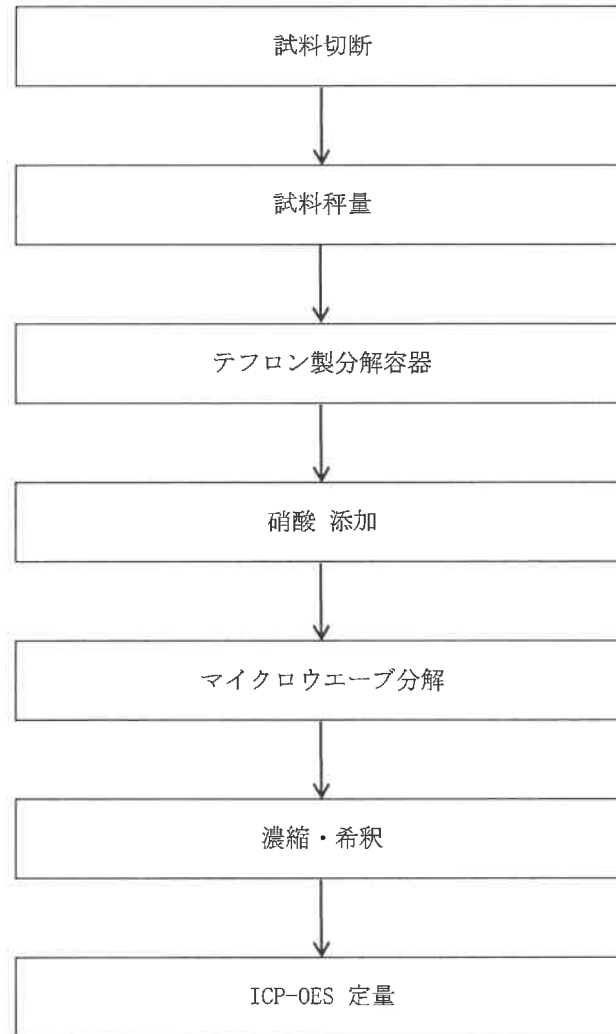 試料切断
試料秤量
テフロン製分解容器
硝酸 添加
マイクロウエーブ分解
濃縮・希釈
ICP-OES 定量